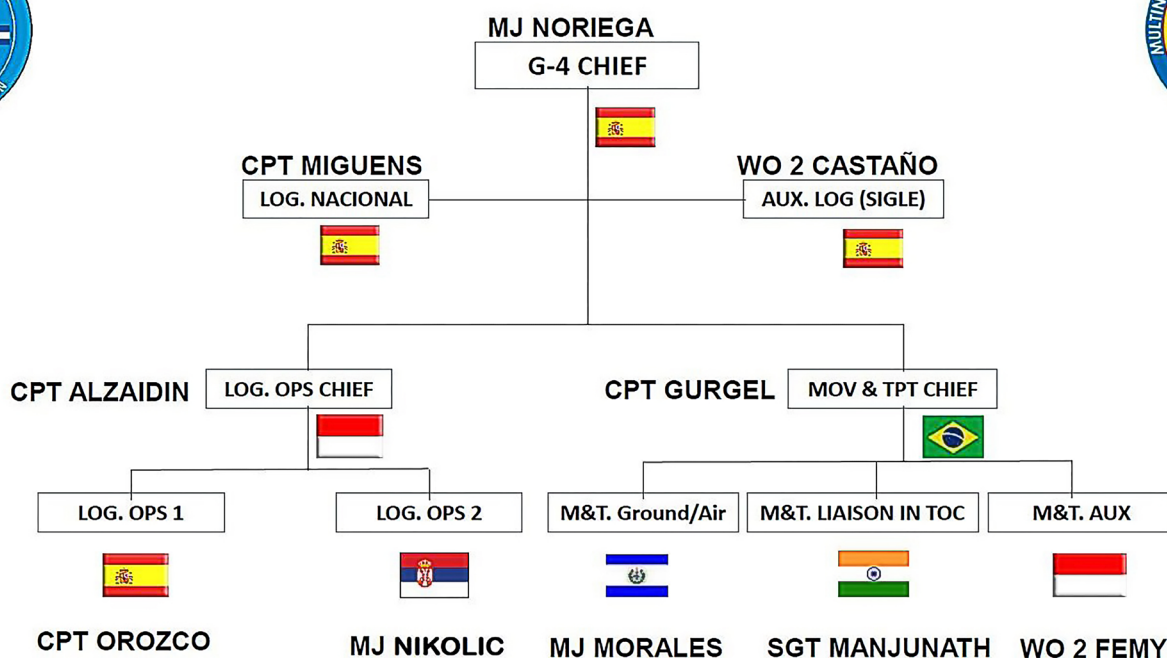 MJ NORIEGA
G-4 CHIEF
MULTIN
CPT MIGUENS
LOG. NACIONAL
WO 2 CASTAÑO
AUX. LOG (SIGLE)
CPT ALZAIDIN
LOG. OPS CHIEF
CPT GURGEL
MOV & TPT CHIEF
LOG. OPS 1
LOG. OPS 2
M&T. Ground/Air
M&T. LIAISON IN TOC
M&T. AUX
CPT OROZCO
MJ NIKOLIC
MJ MORALES
SGT MANJUNATH
WO 2 FEMY